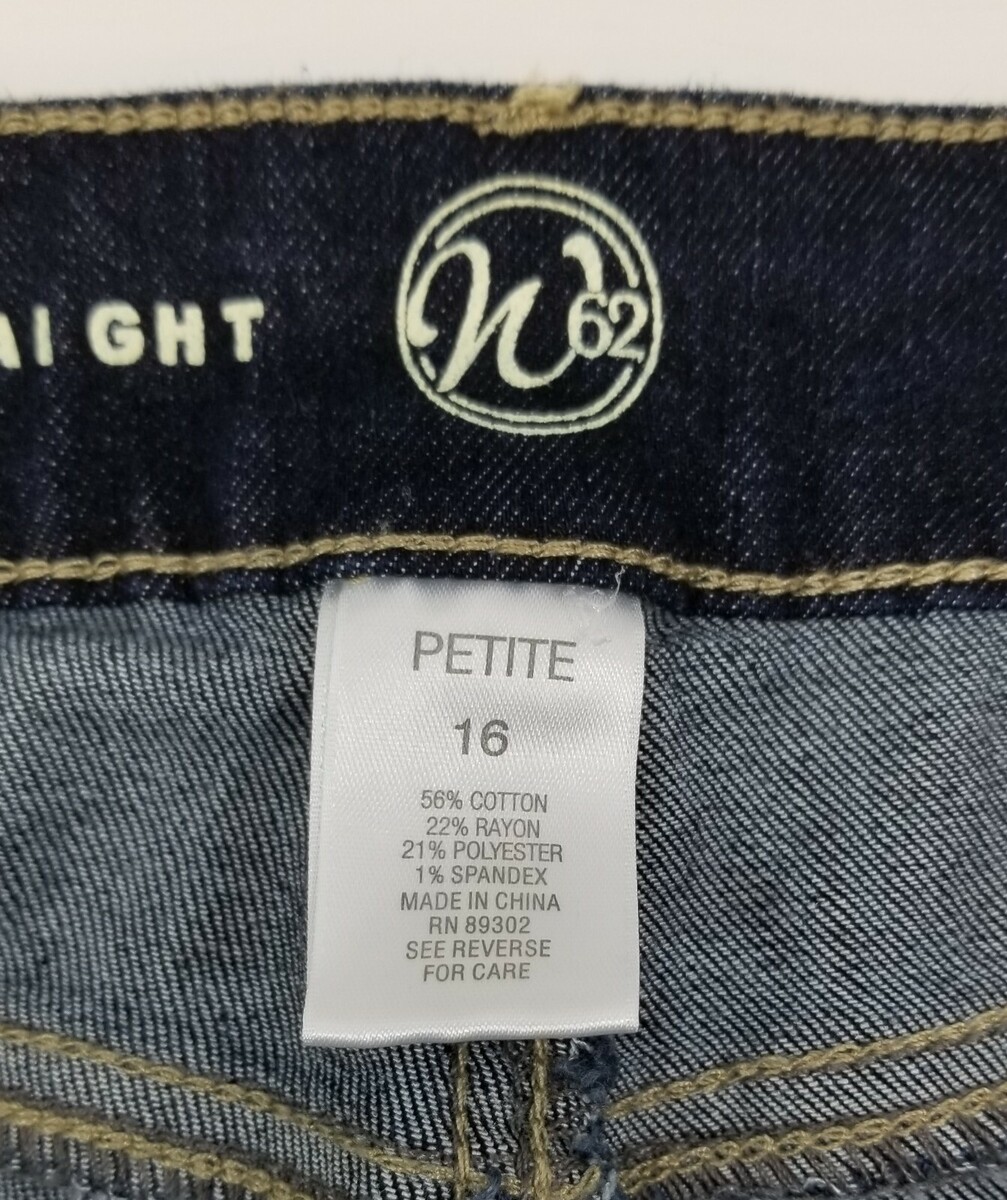 AIGHT
W62
PETITE
16
56% COTTON
22% RAYON
21% POLYESTER
1% SPANDEX
MADE IN CHINA
RN 89302
SEE REVERSE
FOR CARE